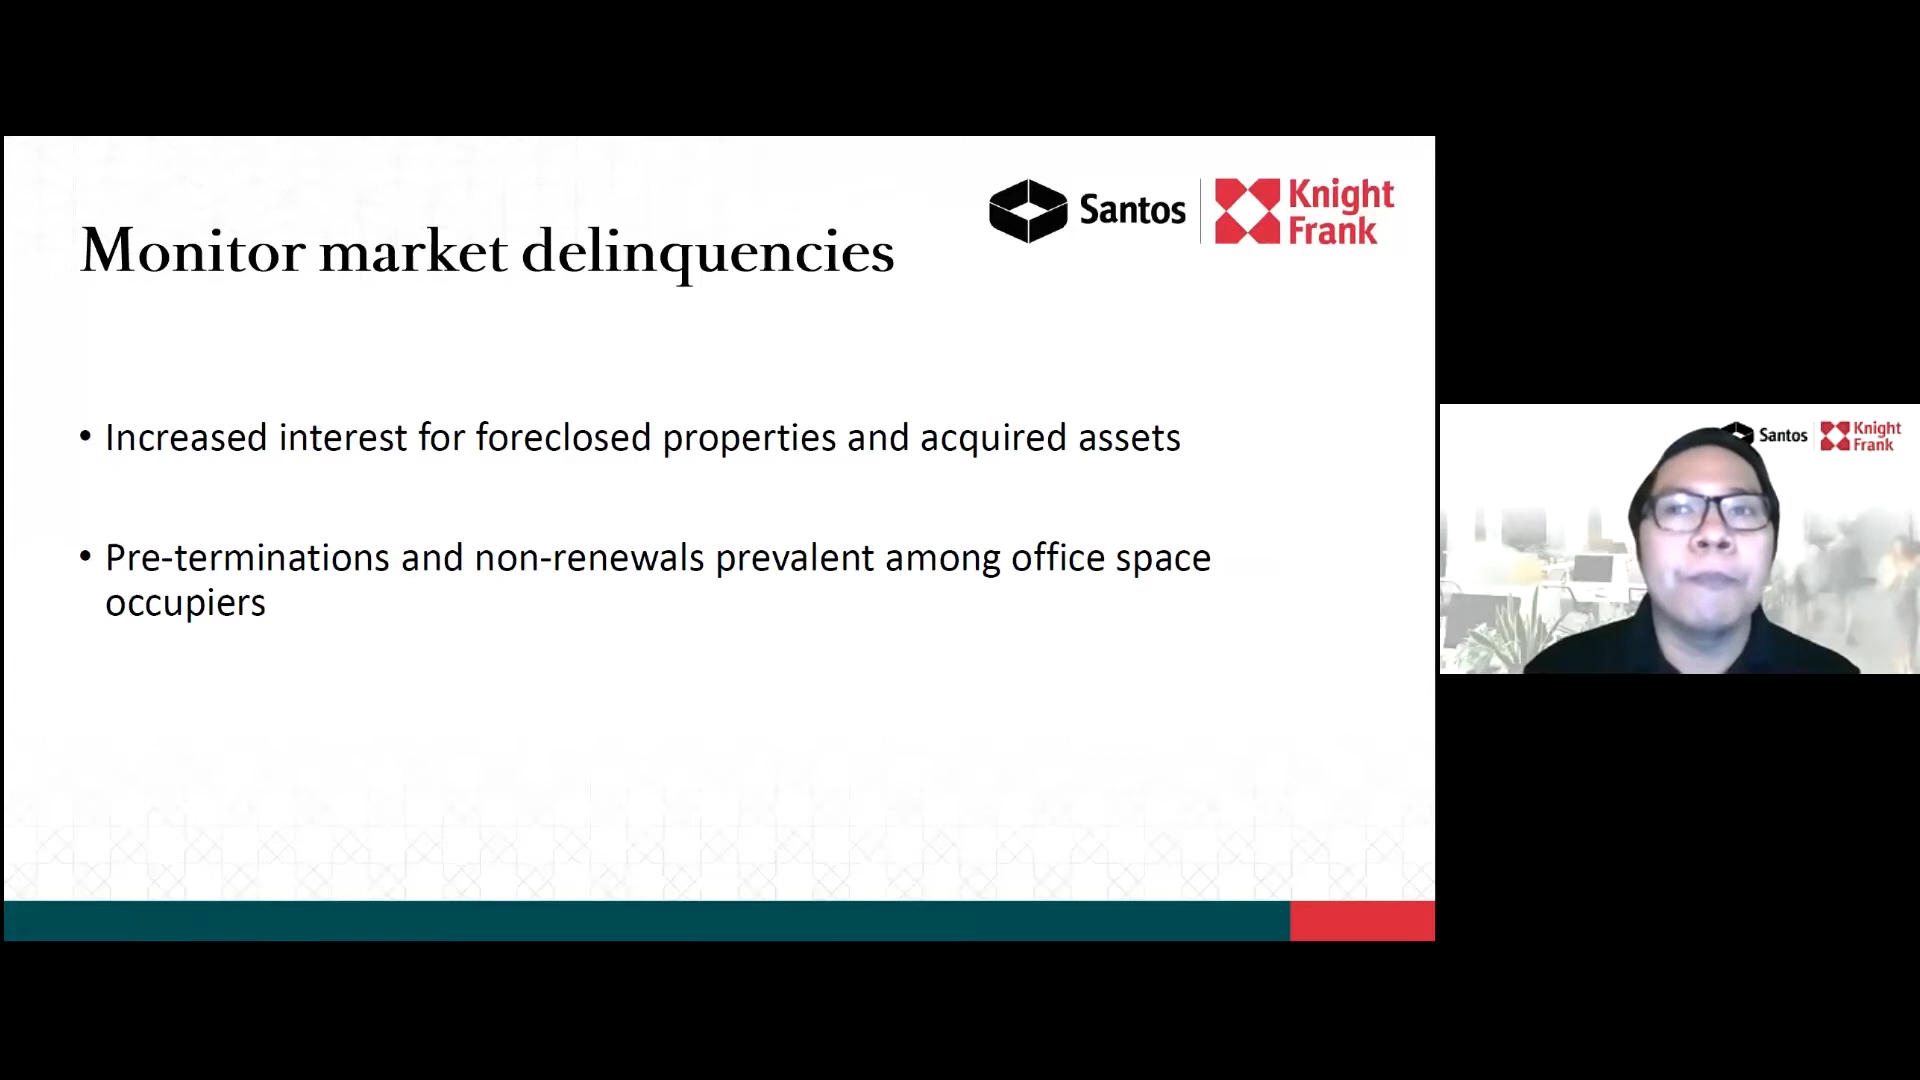 Santos
Knight
Frank
Monitor market delinquencies
• Increased interest for foreclosed properties and acquired assets
• Pre-terminations and non-renewals prevalent among office space
occupiers
Santos
Knight
Frank